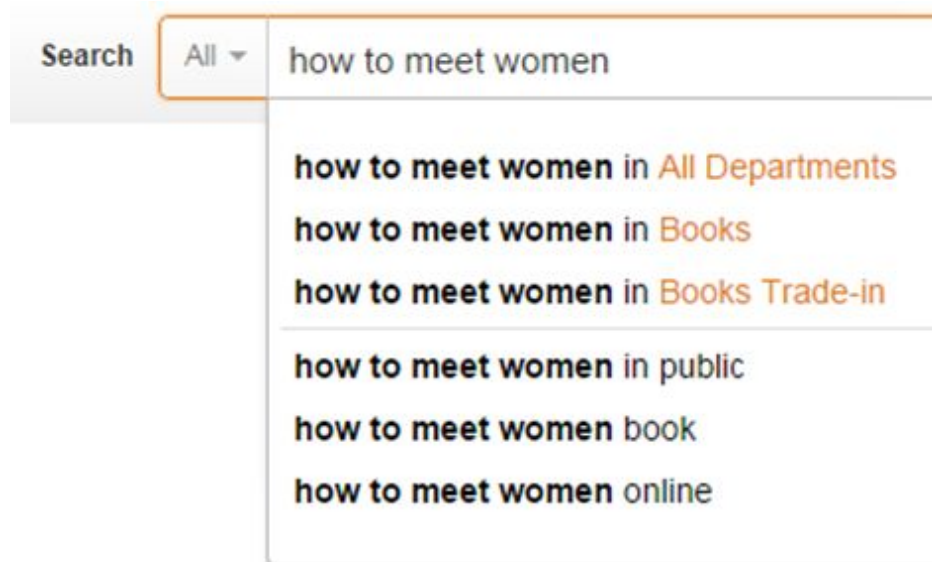 Search All how to meet women
how to meet women in All Departments
how to meet women in Books
how to meet women in Books Trade-in
how to meet women in public
how to meet women book
how to meet women online